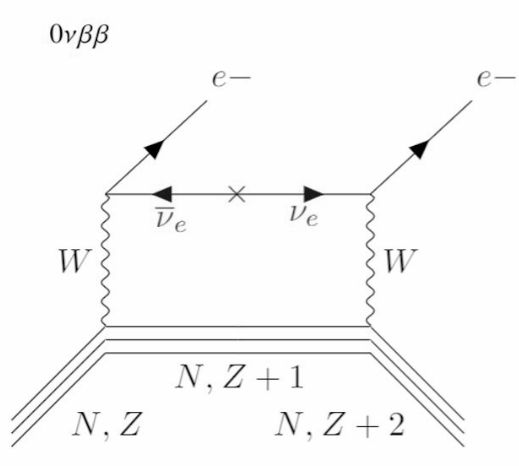 0νββ
e− e−
ν̅e νe
W W
N, Z + 1
N, Z N, Z + 2